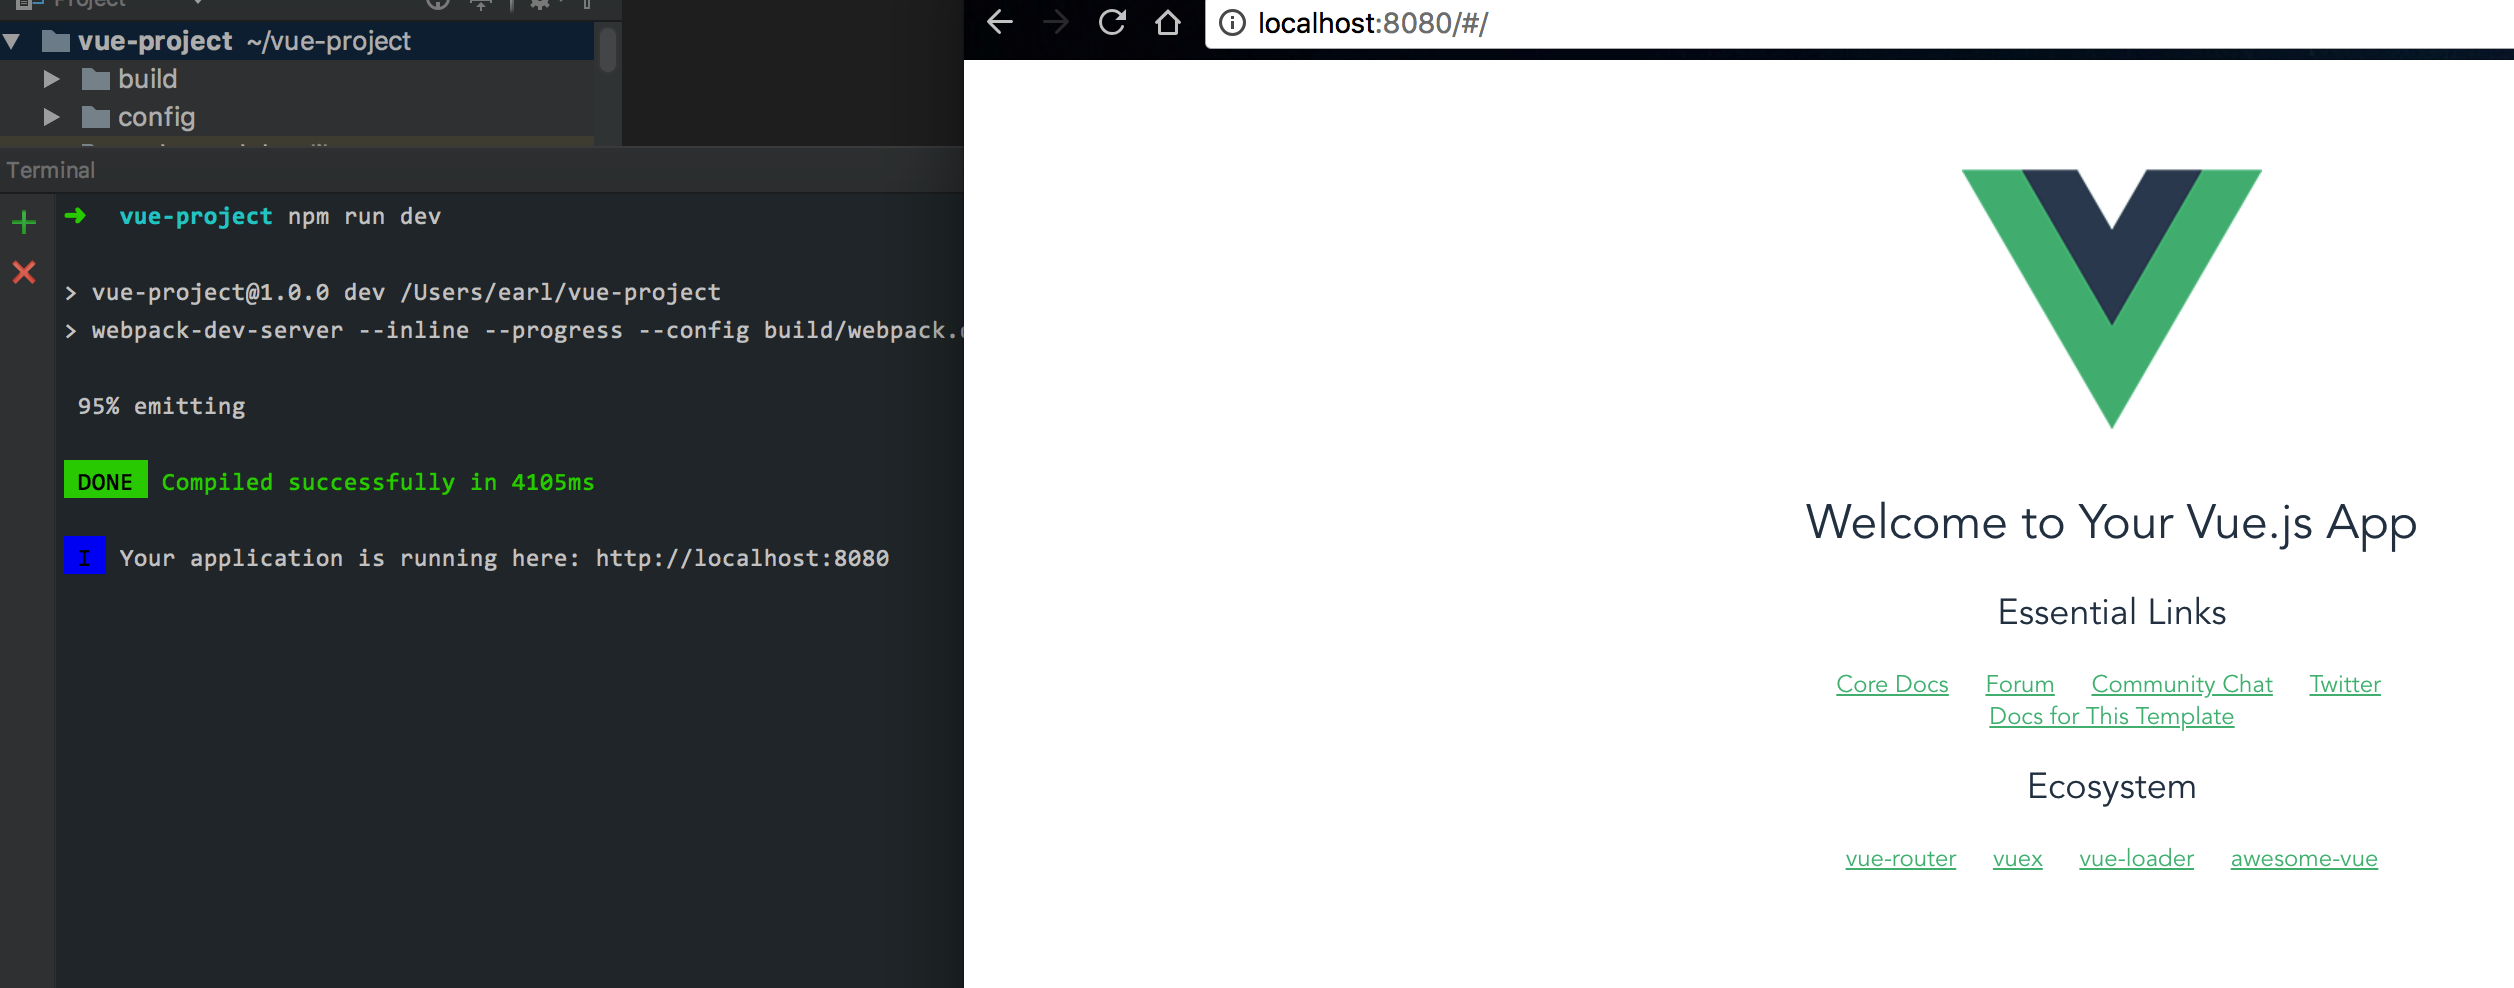 Project
vue-project ~/vue-project
build
config
Terminal
➜ vue-project npm run dev
> vue-project@1.0.0 dev /Users/earl/vue-project
> webpack-dev-server --inline --progress --config build/webpack.
95% emitting
DONE Compiled successfully in 4105ms
I Your application is running here: http://localhost:8080
localhost:8080/#/
Welcome to Your Vue.js App
Essential Links
Core Docs Forum Community Chat Twitter
Docs for This Template
Ecosystem
vue-router vuex vue-loader awesome-vue